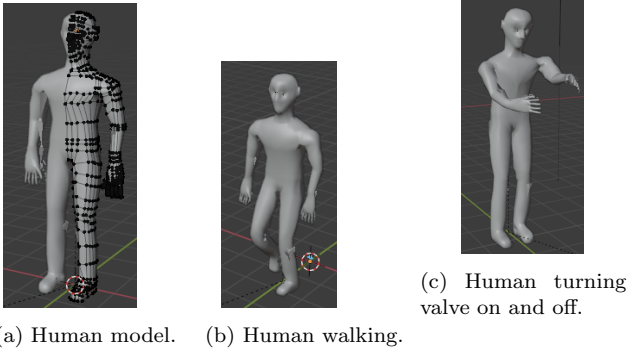 a) Human model.
(b) Human walking.
(c) Human turning
valve on and off.